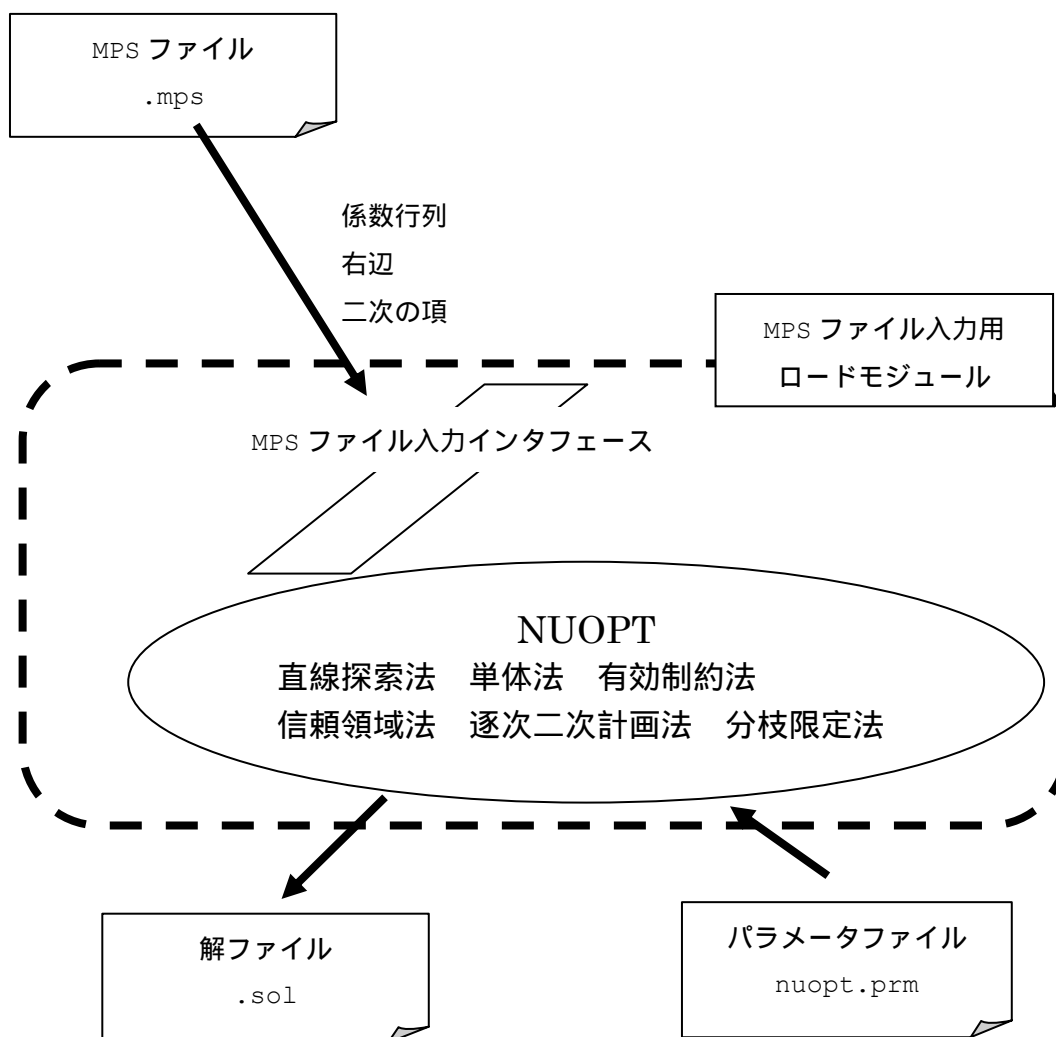 MPS ファイル
.mps
係数行列
右辺
二次の項
MPS ファイル入力用
ロードモジュール
MPS ファイル入力インタフェース
NUOPT
直線探索法 単体法 有効制約法
信頼領域法 逐次二次計画法 分枝限定法
解ファイル
.sol
パラメータファイル
nuopt.prm